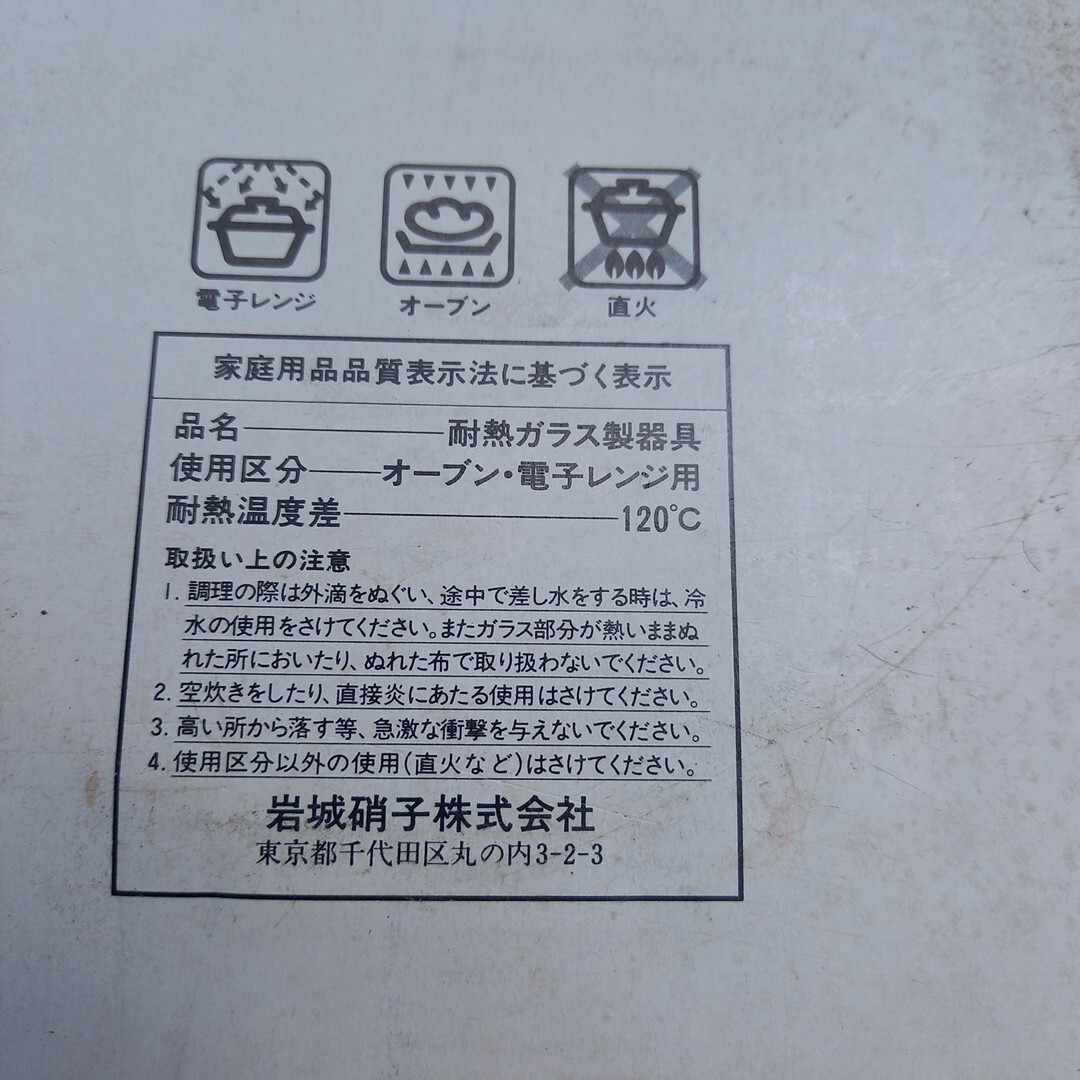 電子レンジ オーブン 直火
家庭用品品質表示法に基づく表示
品名――――――耐熱ガラス製器具
使用区分――オーブン・電子レンジ用
耐熱温度差――――――――120℃
取扱い上の注意
1. 調理の際は外滴をぬぐい、途中で差し水をする時は、冷
水の使用をさけてください。またガラス部分が熱いままぬ
れた所においたり、ぬれた布で取り扱わないでください。
2. 空炊きをしたり、直接炎にあたる使用はさけてください。
3. 高い所から落す等、急激な衝撃を与えないでください。
4. 使用区分以外の使用(直火など)はさけてください。
岩城硝子株式会社
東京都千代田区丸の内3-2-3